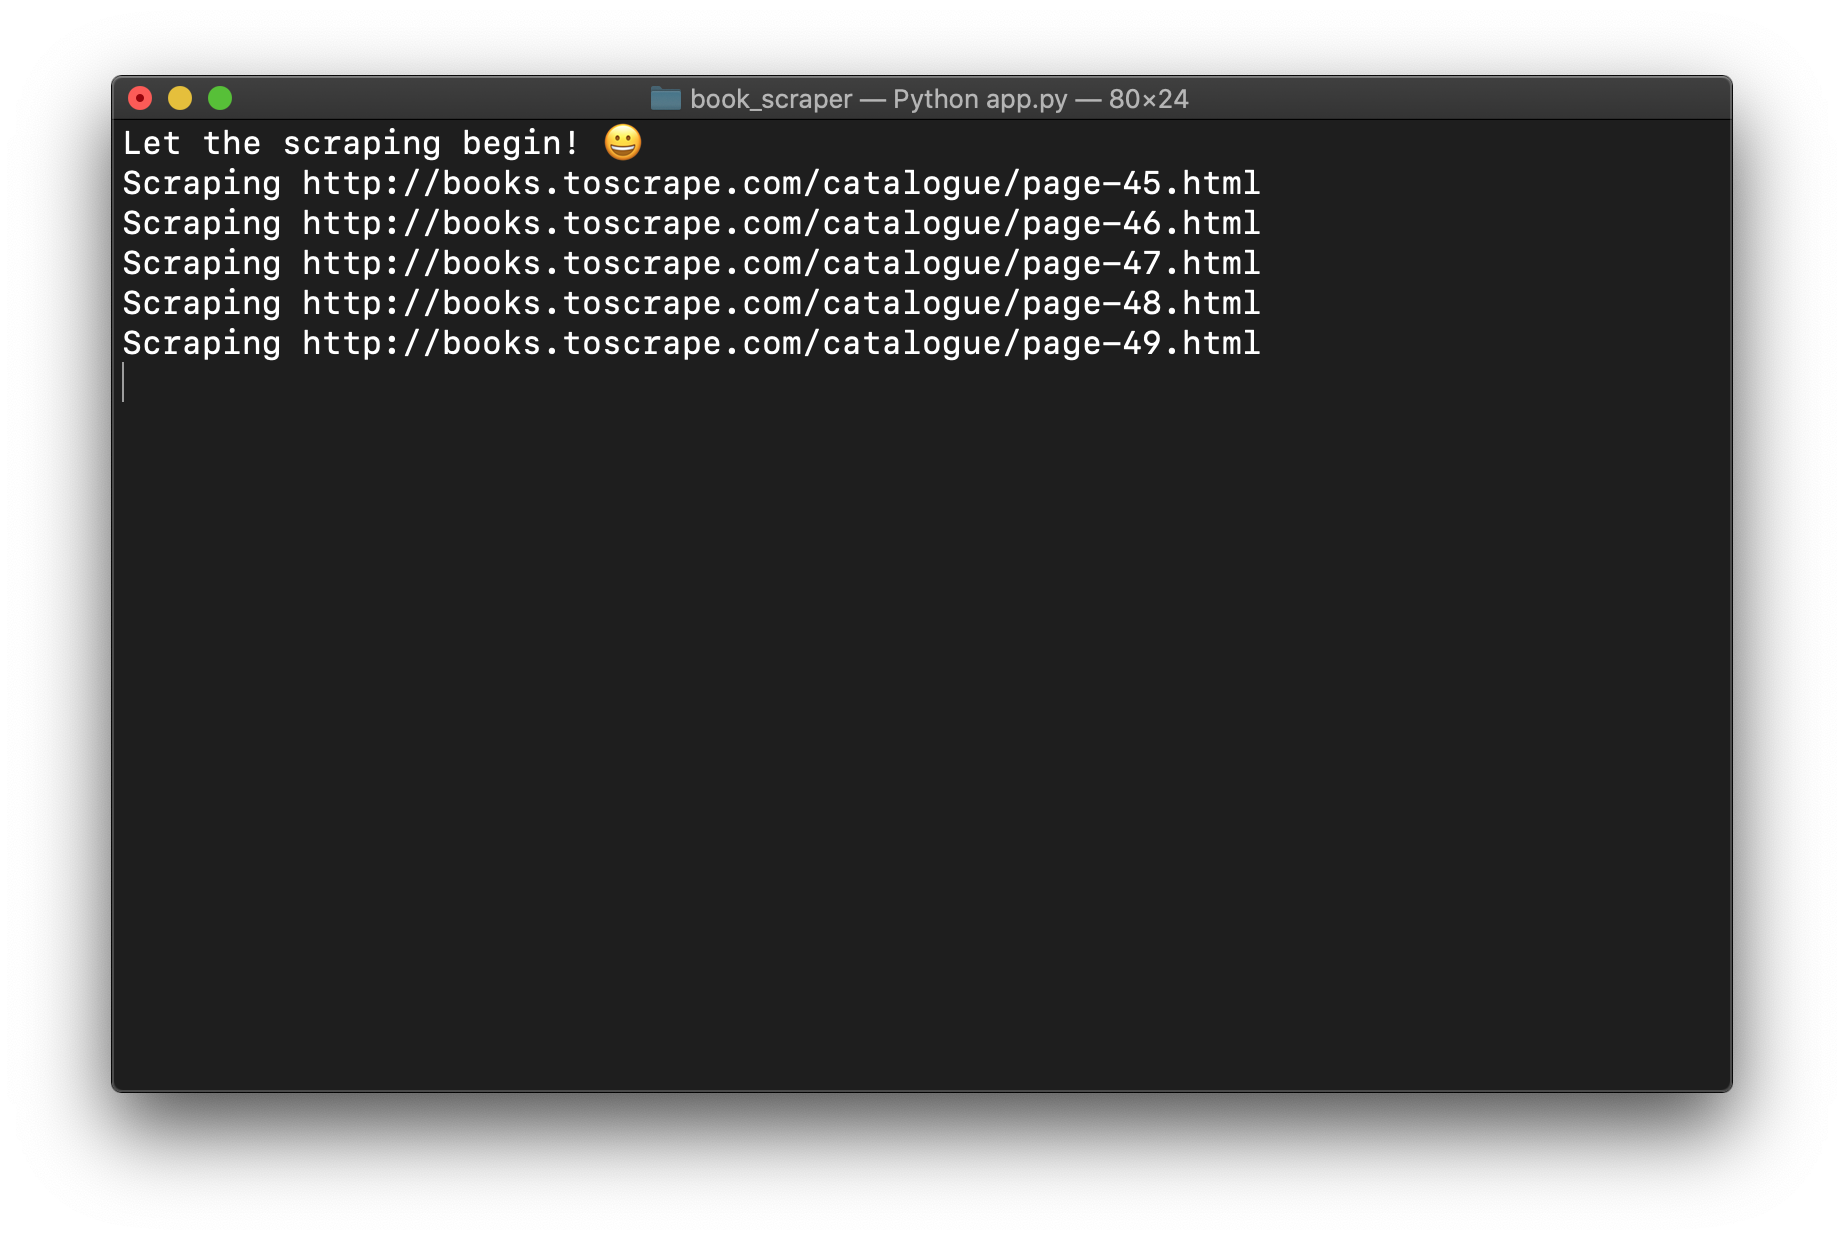 book_scraper — Python app.py — 80×24
Let the scraping begin! 😀
Scraping http://books.toscrape.com/catalogue/page-45.html
Scraping http://books.toscrape.com/catalogue/page-46.html
Scraping http://books.toscrape.com/catalogue/page-47.html
Scraping http://books.toscrape.com/catalogue/page-48.html
Scraping http://books.toscrape.com/catalogue/page-49.html